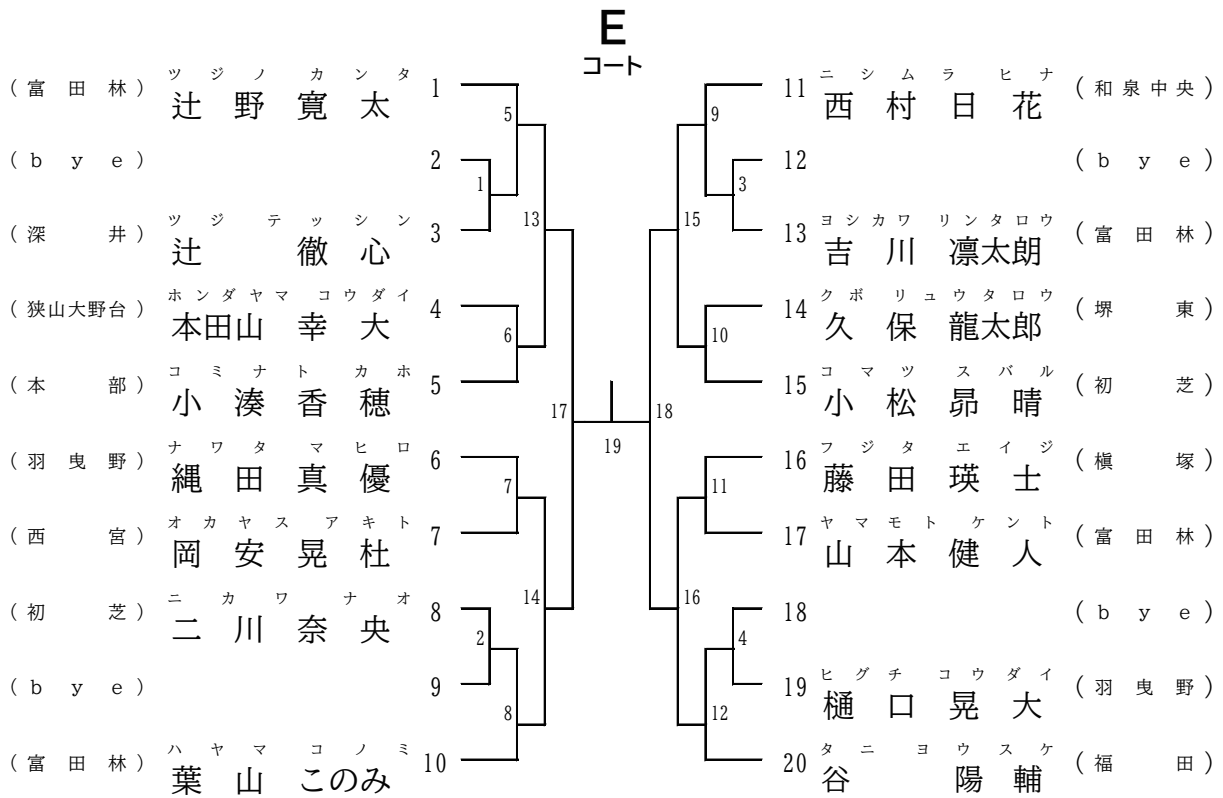 E
コート
ツジノ カンタ
(富田林) 辻野寛太 1
(bye) 2
ツジ テッシン
(深井) 辻 徹心 3
ホンダヤマ コウダイ
(狭山大野台) 本田山 幸大 4
コミナト カホ
(本部) 小湊香穂 5
ナワタ マヒロ
(羽曳野) 縄田真優 6
オカヤス アキト
(西宮) 岡安晃杜 7
ニカワ ナオ
(初芝) 二川奈央 8
(bye) 9
ハヤマ コノミ
(富田林) 葉山 このみ 10
5
1
13
6
17
7
14
2
8
19
9
3
15
10
18
11
16
4
12
ニシムラ ヒナ
11 西村日花 (和泉中央)
12 (bye)
ヨシカワ リンタロウ
13 吉川 凛太朗 (富田林)
クボ リュウタロウ
14 久保 龍太郎 (堺東)
コマツ スバル
15 小松昴晴 (初芝)
フジタ エイジ
16 藤田瑛士 (槇塚)
ヤマモト ケント
17 山本健人 (富田林)
18 (bye)
ヒグチ コウダイ
19 樋口晃大 (羽曳野)
タニ ヨウスケ
20 谷 陽輔 (福田)